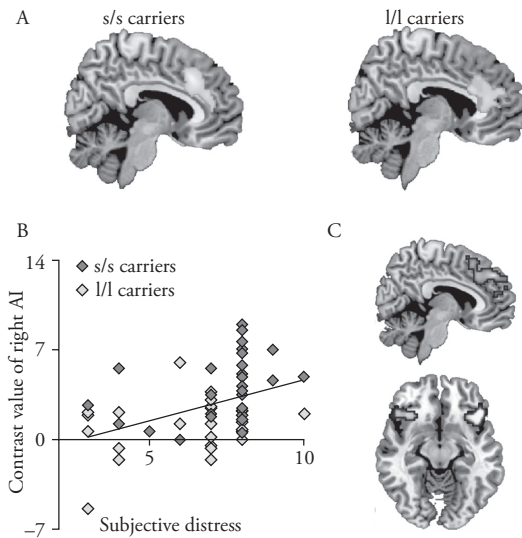 A
s/s carriers
l/l carriers
B
14
s/s carriers
l/l carriers
7
0
5
10
−7
Contrast value of right AI
Subjective distress
C